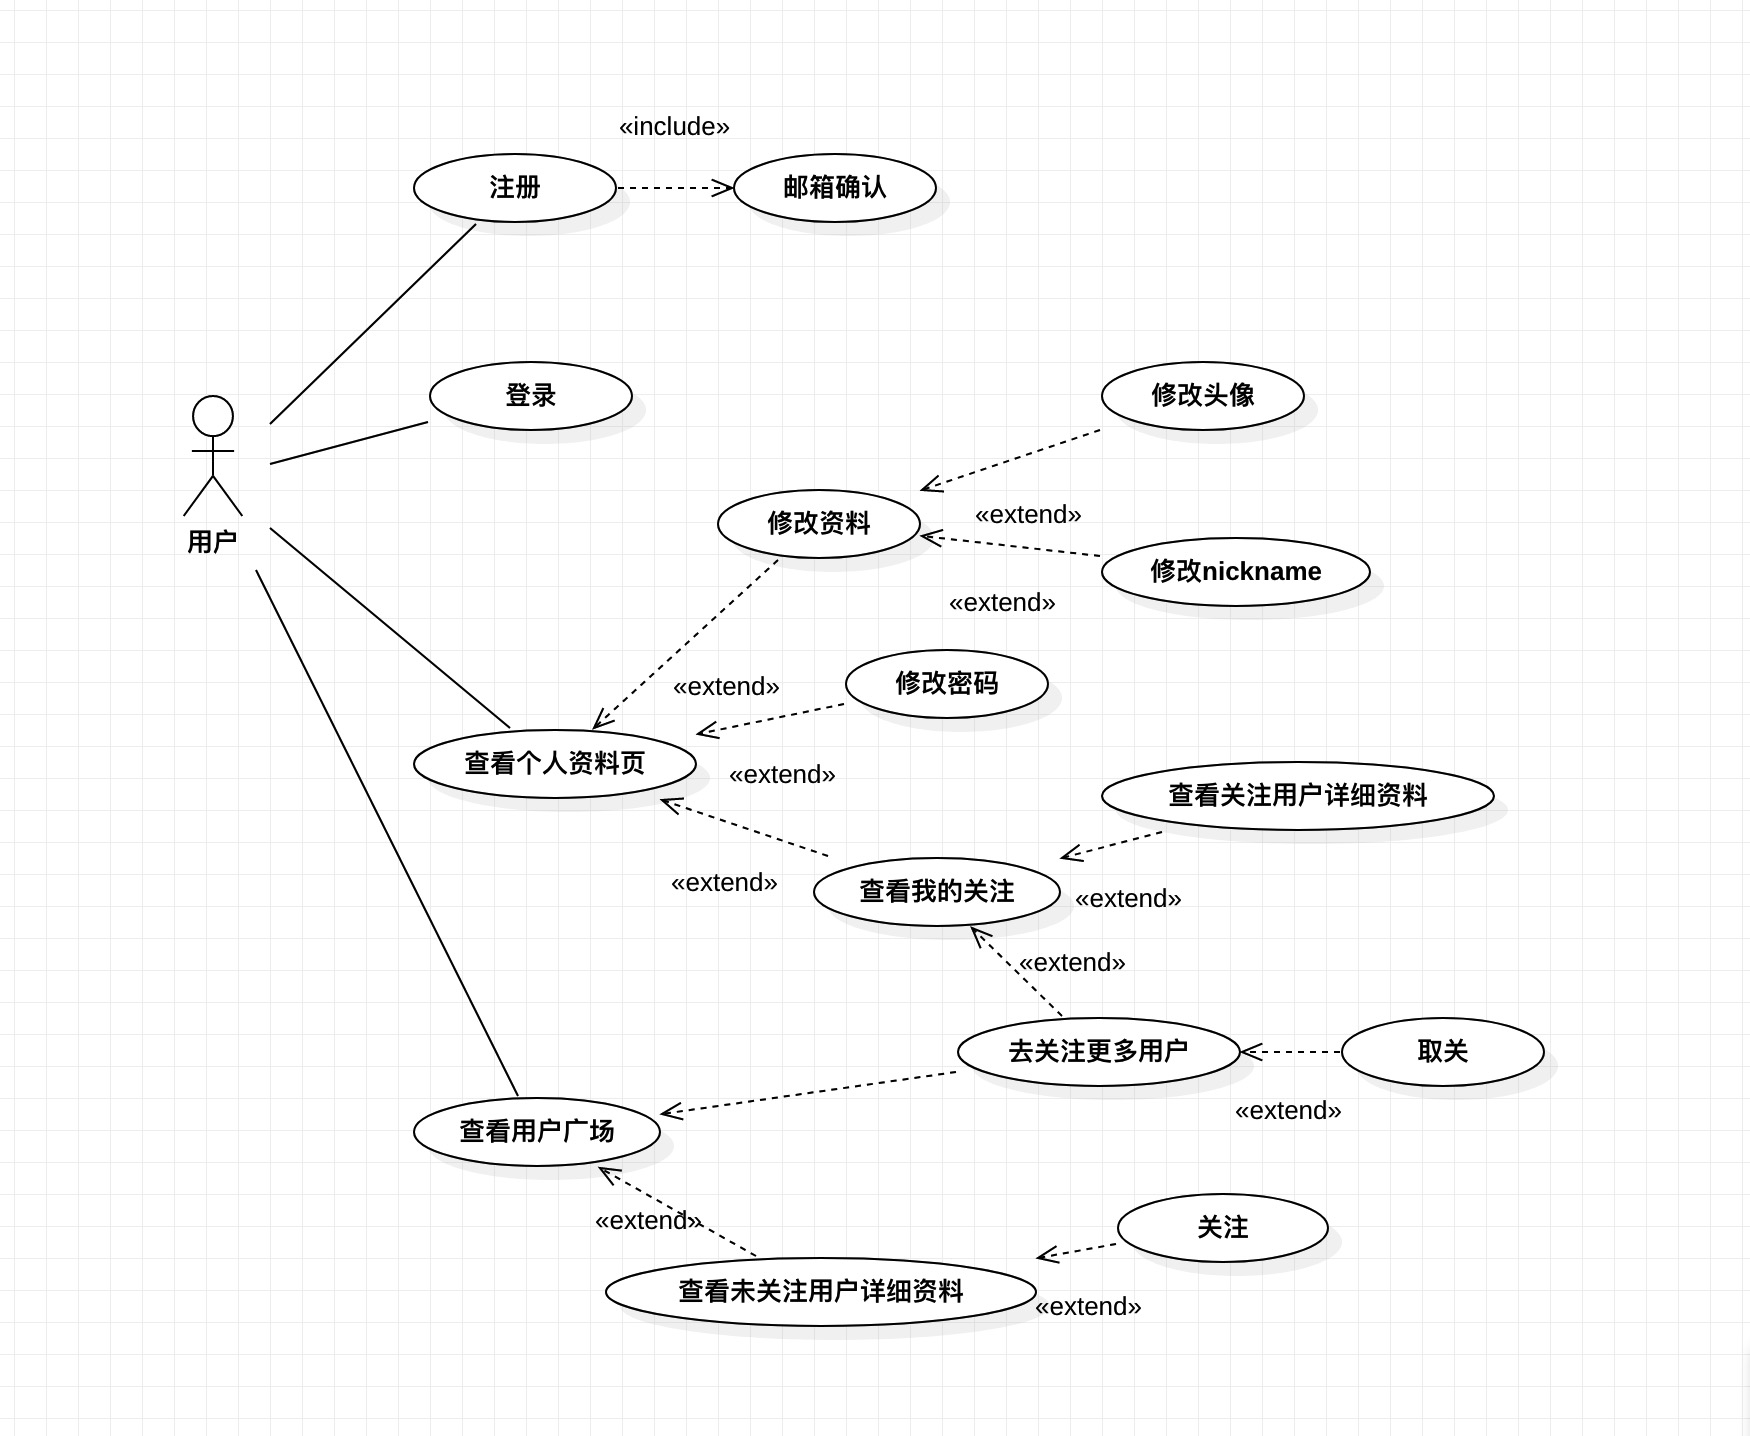 «include»
注册
邮箱确认
登录
修改头像
用户
修改资料
«extend»
修改nickname
«extend»
«extend»
修改密码
查看个人资料页
«extend»
查看关注用户详细资料
«extend»
查看我的关注
«extend»
«extend»
去关注更多用户
取关
«extend»
查看用户广场
«extend»
关注
查看未关注用户详细资料
«extend»